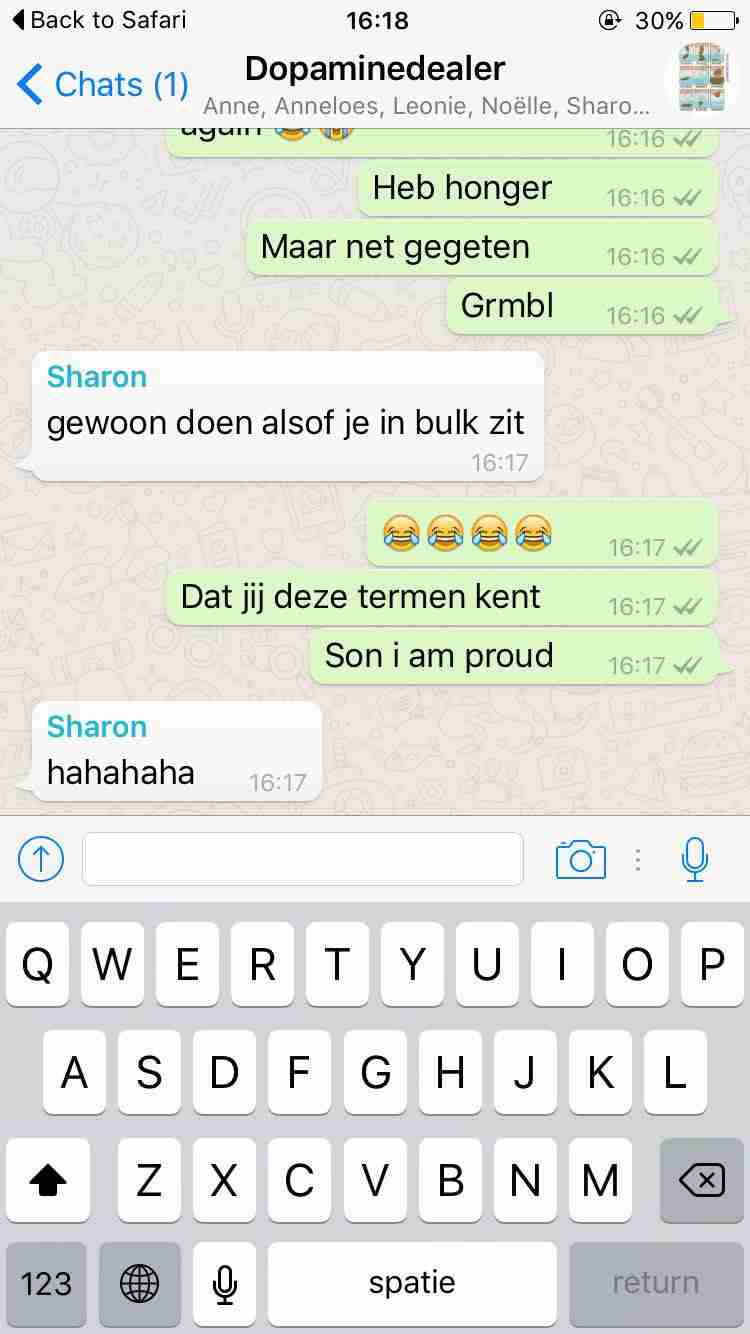 Back to Safari 16:18 30%
Chats (1) Dopaminedealer
Anne, Anneloes, Leonie, Noëlle, Sharo...
again 😂😭 16:16
Heb honger 16:16
Maar net gegeten 16:16
Grmbl 16:16
Sharon
gewoon doen alsof je in bulk zit
16:17
😂😂😂😂 16:17
Dat jij deze termen kent 16:17
Son i am proud 16:17
Sharon
hahahaha 16:17
Q W E R T Y U I O P
A S D F G H J K L
Z X C V B N M
123 spatie return